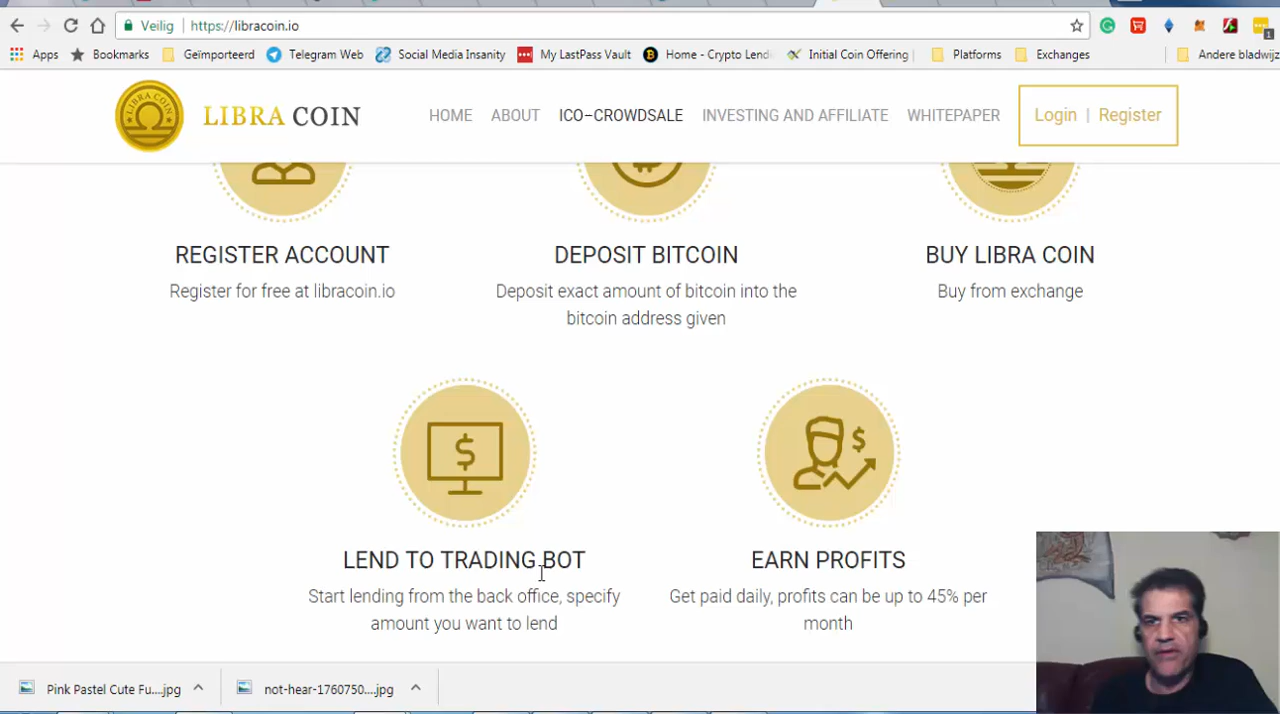 Veilig
https://libracoin.io
Apps
Bookmarks
Geïmporteerd
Telegram Web
Social Media Insanity
My LastPass Vault
Home - Crypto Lend
Initial Coin Offering |
Platforms
Exchanges
Andere bladwijz
1
LIBRA COIN
LIBRA COIN
HOME
ABOUT
ICO-CROWDSALE
INVESTING AND AFFILIATE
WHITEPAPER
Login | Register
REGISTER ACCOUNT
Register for free at libracoin.io
DEPOSIT BITCOIN
Deposit exact amount of bitcoin into the
bitcoin address given
BUY LIBRA COIN
Buy from exchange
LEND TO TRADING BOT
Start lending from the back office, specify
amount you want to lend
EARN PROFITS
Get paid daily, profits can be up to 45% per
month
Pink Pastel Cute Fu....jpg
not-hear-1760750....jpg